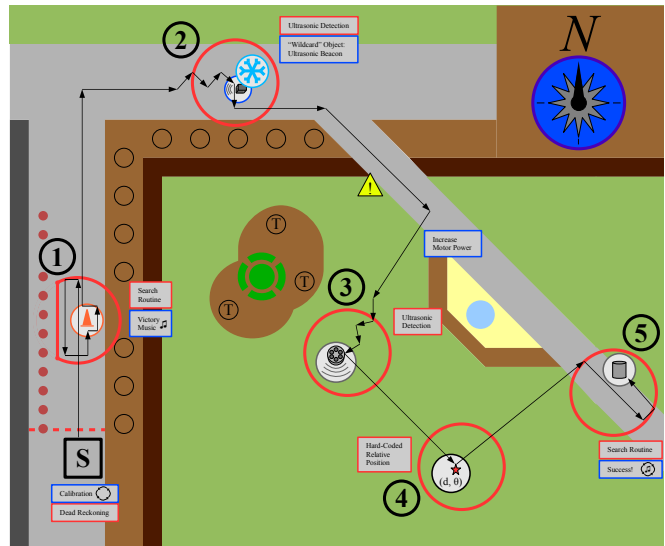 Ultrasonic Detection
"Wildcard" Object:
Ultrasonic Beacon
N
2
!
T
T
T
1
Search
Routine
Victory
Music
Increase
Motor Power
3
Ultrasonic
Detection
5
S
Calibration
Dead Reckoning
Hard-Coded
Relative
Position
(d, θ)
4
Search Routine
Success!